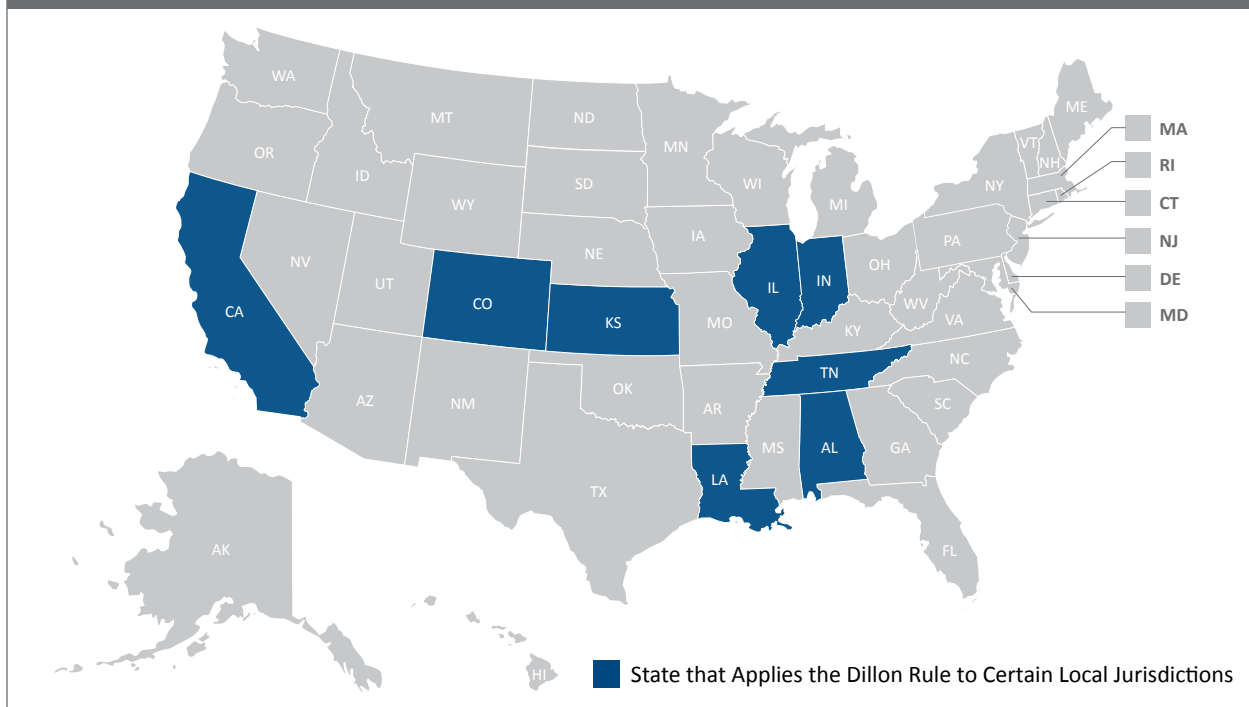 WA
MT
ND
MN
ME
OR
ID
SD
WI
VT
NH
MA
WY
MI
NY
RI
IA
CT
NE
PA
NV
UT
IL
IN
OH
NJ
CA
CO
KS
MO
WV
DE
KY
VA
MD
TN
NC
AZ
NM
OK
AR
SC
MS
AL
GA
LA
TX
AK
FL
HI
State that Applies the Dillon Rule to Certain Local Jurisdictions